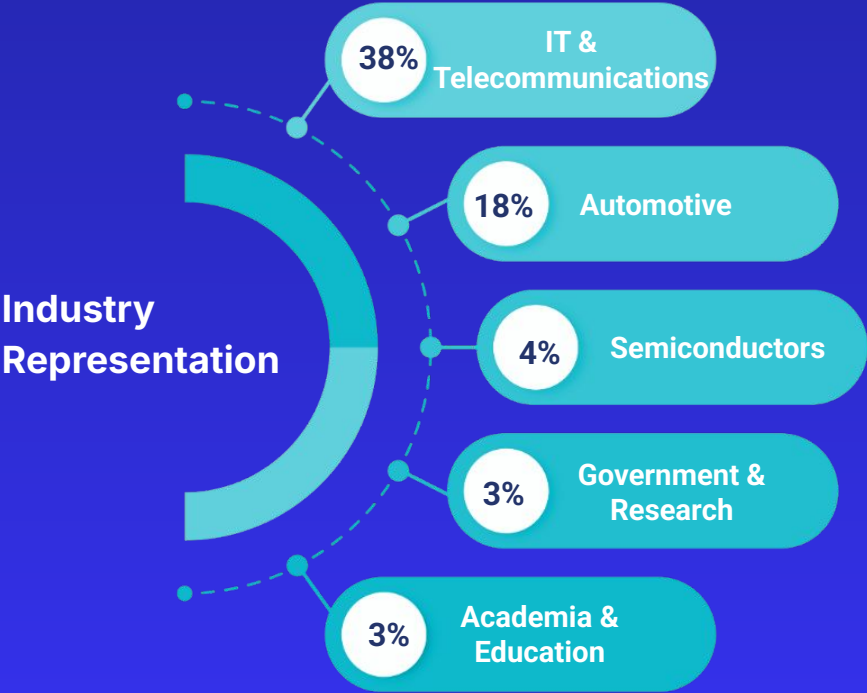 38%
IT &
Telecommunications
18%
Automotive
Industry
Representation
4%
Semiconductors
3%
Government &
Research
3%
Academia &
Education